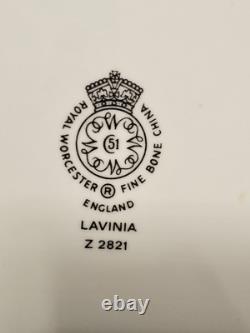 ROYAL WORCESTER ® FINE BONE CHINA
51
ENGLAND
LAVINIA
Z 2821